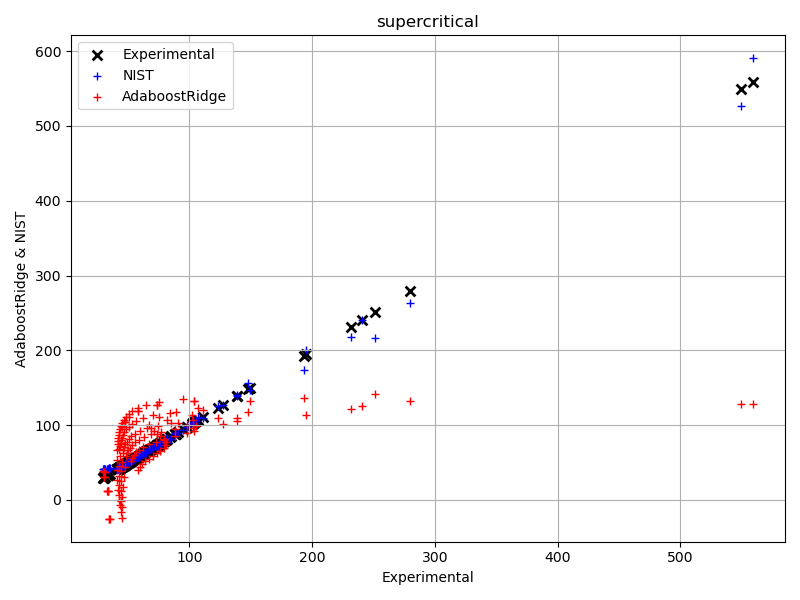 supercritical
Experimental
NIST
AdaboostRidge
AdaboostRidge & NIST
600
500
400
300
200
100
0
100
200
300
400
500
Experimental